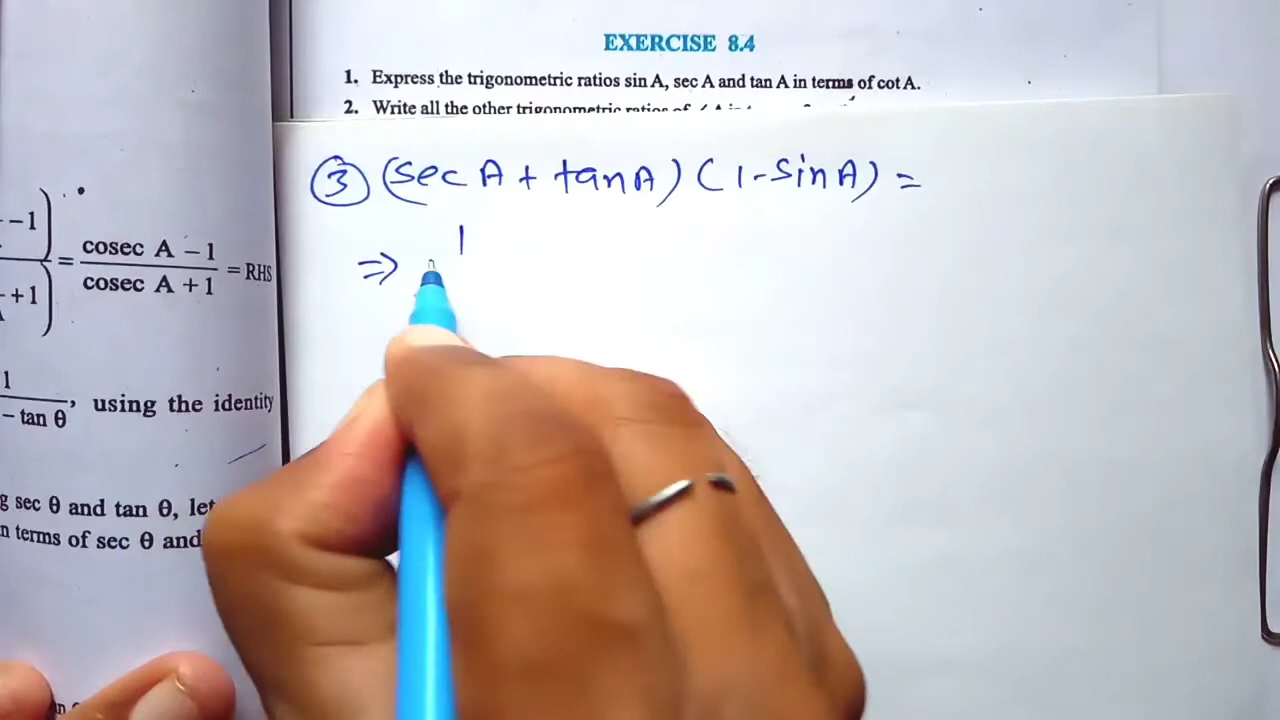 EXERCISE 8.4
1. Express the trigonometric ratios sin A, sec A and tan A in terms of cot A.
2. Write all the other trigonometric ratios of ∠ A in
③ (sec A + tan A) (1 - sin A) =
⇒ 1
-1
+1
= cosec A - 1 / cosec A + 1 = RHS
1
- tan θ, using the identity
g sec θ and tan θ, let
n terms of sec θ and